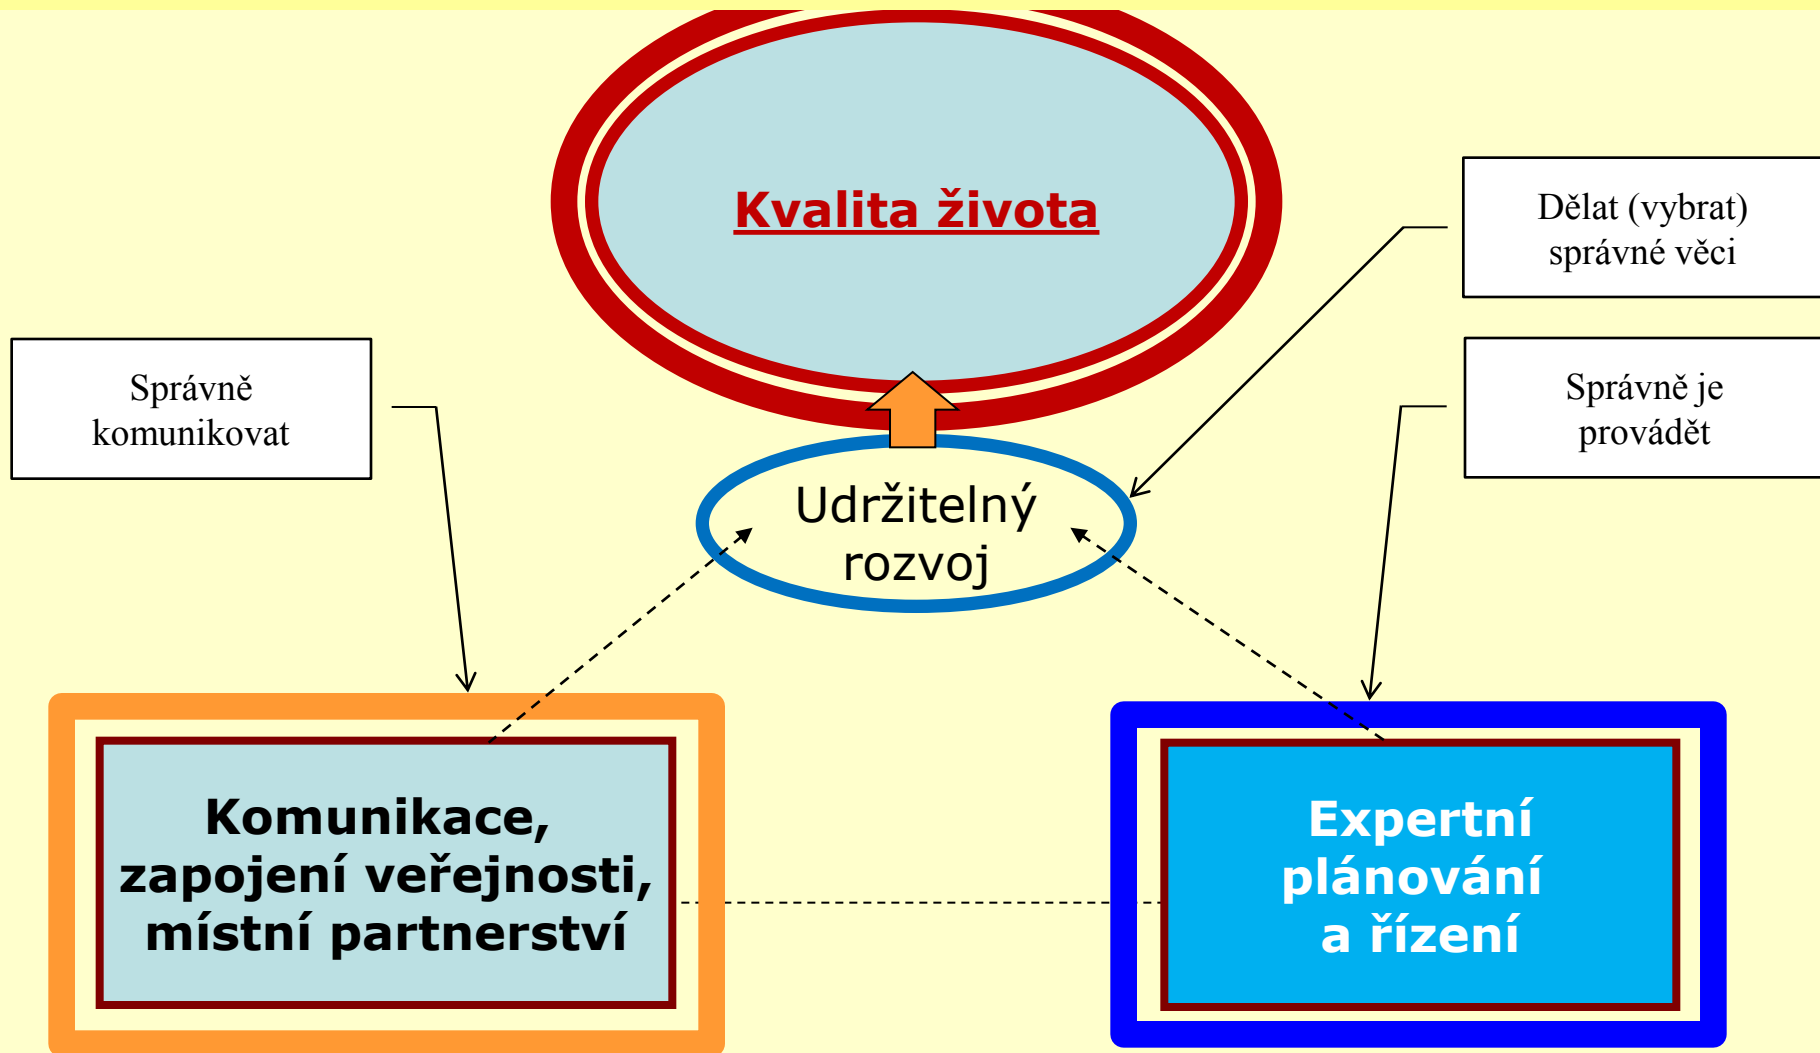 Kvalita života
Dělat (vybrat)
správné věci
Správně
komunikovat
Správně je
provádět
Udržitelný
rozvoj
Komunikace,
zapojení veřejnosti,
místní partnerství
Expertní
plánování
a řízení